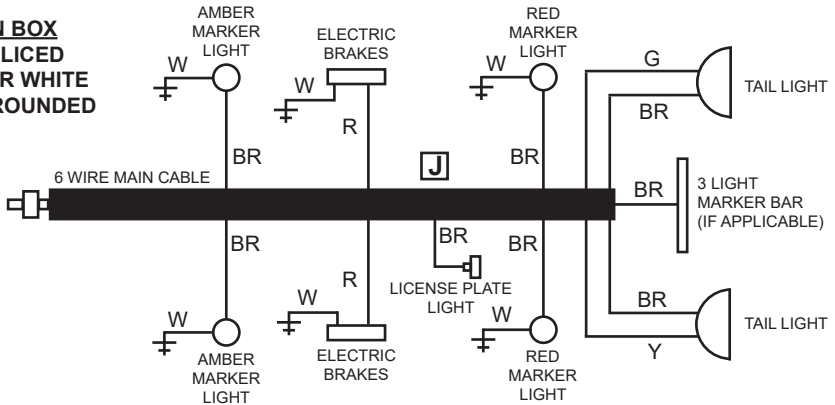 N BOX
LICED
R WHITE
ROUNDED
AMBER
MARKER
LIGHT
W
ELECTRIC
BRAKES
W
RED
MARKER
LIGHT
W
G
TAIL LIGHT
BR
R
BR
J
BR
6 WIRE MAIN CABLE
BR
3 LIGHT
MARKER BAR
(IF APPLICABLE)
BR
R
BR
BR
LICENSE PLATE
LIGHT
W
W
W
BR
TAIL LIGHT
Y
AMBER
MARKER
LIGHT
ELECTRIC
BRAKES
RED
MARKER
LIGHT